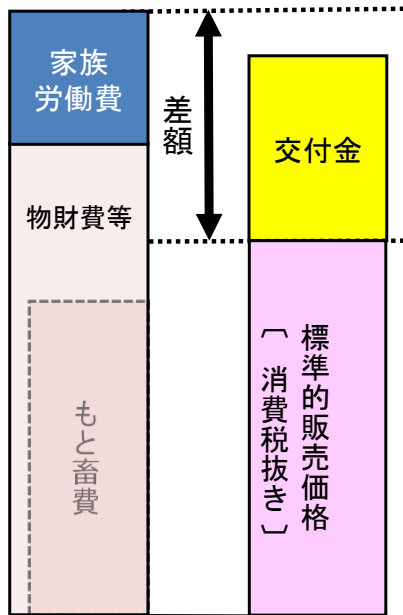 家族
労働費
物財費等
もと畜費
差額
交付金
標準的販売価格
〔消費税抜き〕